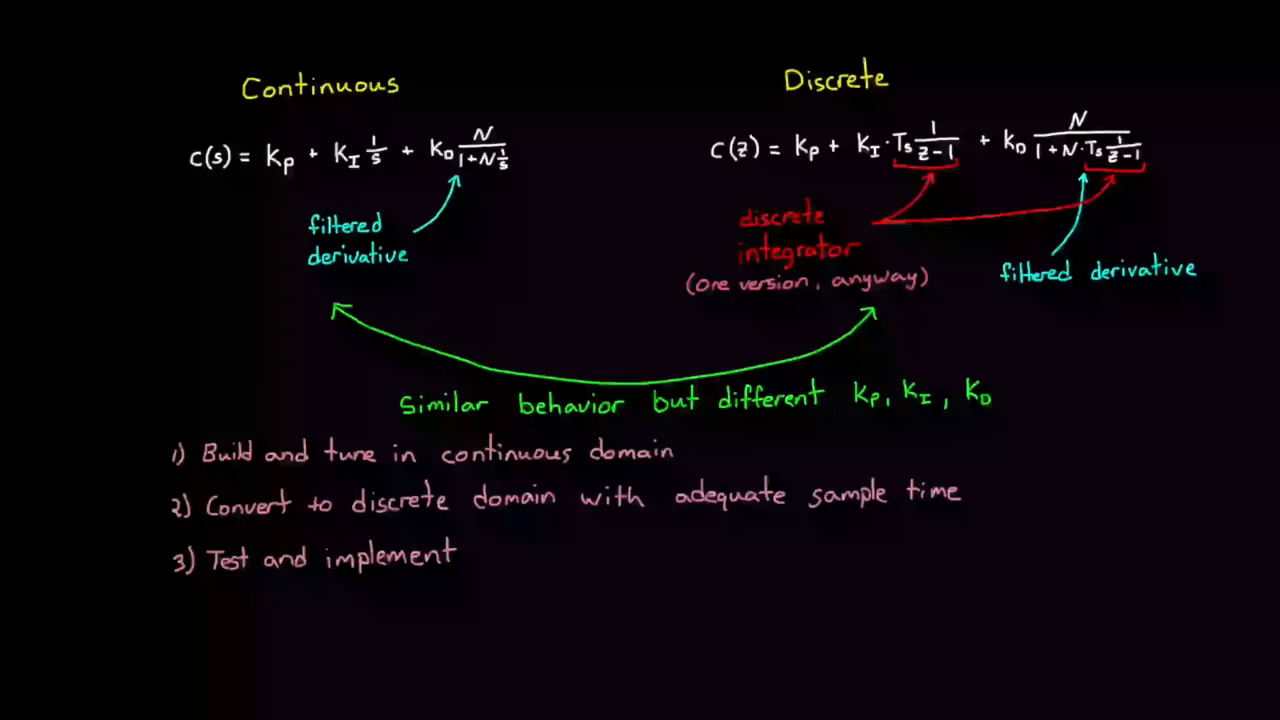 Continuous
C(s) = Kp + KI 1/s + KD N/(1+N 1/s)
filtered
derivative
Discrete
C(z) = Kp + KI · Ts 1/(z-1) + KD N/(1+N·Ts 1/(z-1))
discrete
integrator
(one version, anyway)
filtered derivative
Similar behavior but different Kp, KI, KD
1) Build and tune in continuous domain
2) Convert to discrete domain with adequate sample time
3) Test and implement